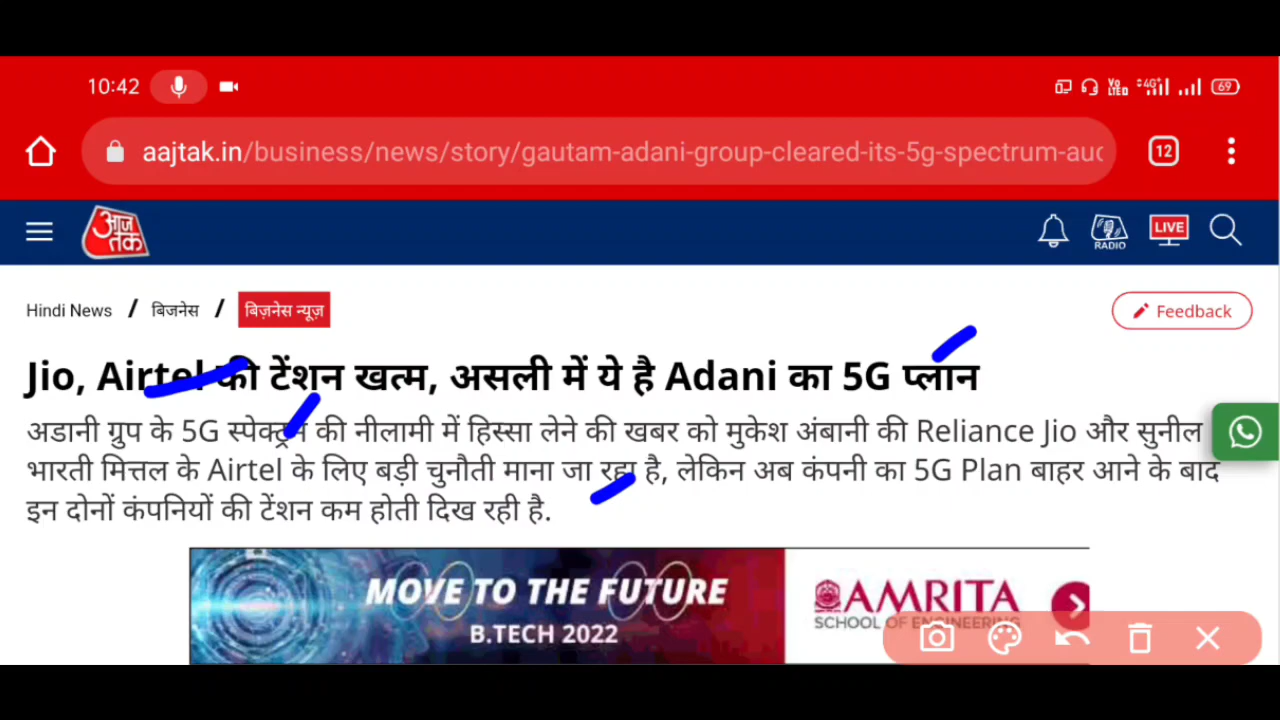 10:42
VoLTE 4G+ 69
aajtak.in/business/news/story/gautam-adani-group-cleared-its-5g-spectrum-auc
12
आज तक
RADIO
LIVE
Hindi News / बिजनेस / बिज़नेस न्यूज़
Feedback
Jio, Airtel की टेंशन खत्म, असली में ये है Adani का 5G प्लान
अडानी ग्रुप के 5G स्पेक्ट्रम की नीलामी में हिस्सा लेने की खबर को मुकेश अंबानी की Reliance Jio और सुनील
भारती मित्तल के Airtel के लिए बड़ी चुनौती माना जा रहा है, लेकिन अब कंपनी का 5G Plan बाहर आने के बाद
इन दोनों कंपनियों की टेंशन कम होती दिख रही है.
MOVE TO THE FUTURE
B.TECH 2022
AMRITA
SCHOOL OF ENGINEERING